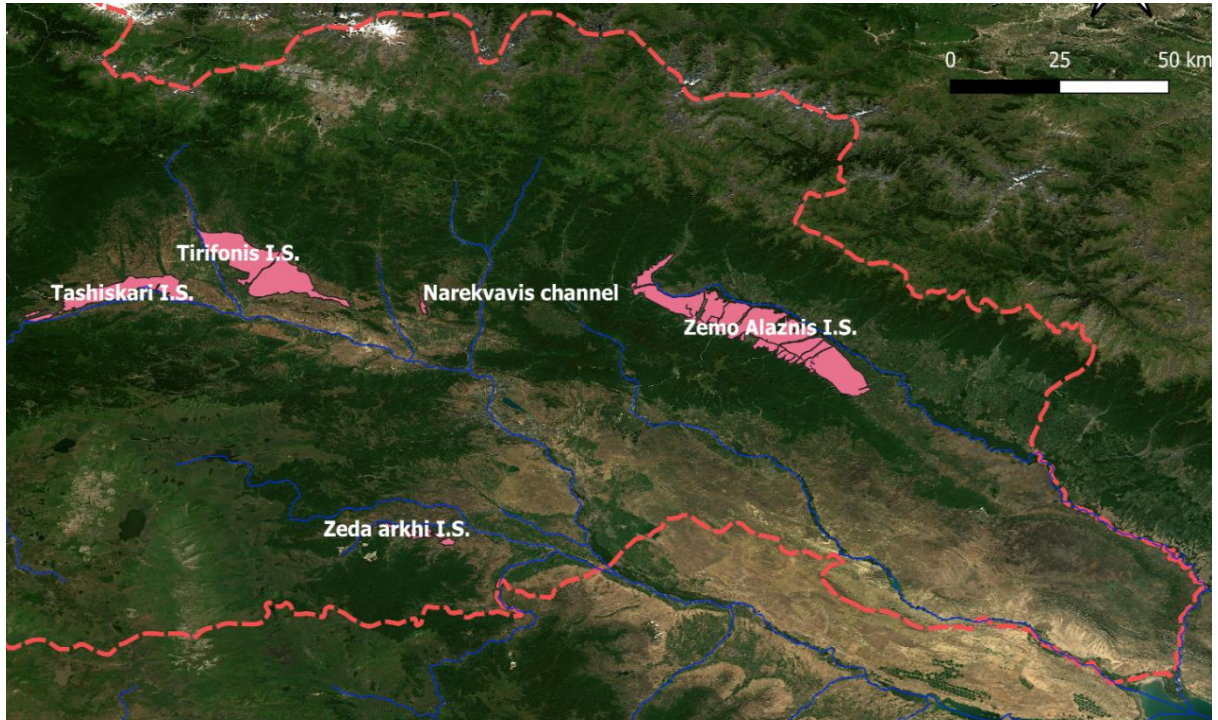 0 25 50 km
Tirifonis I.S.
Tashiskari I.S.
Narekvavis channel
Zemo Alaznis I.S.
Zeda arkhi I.S.